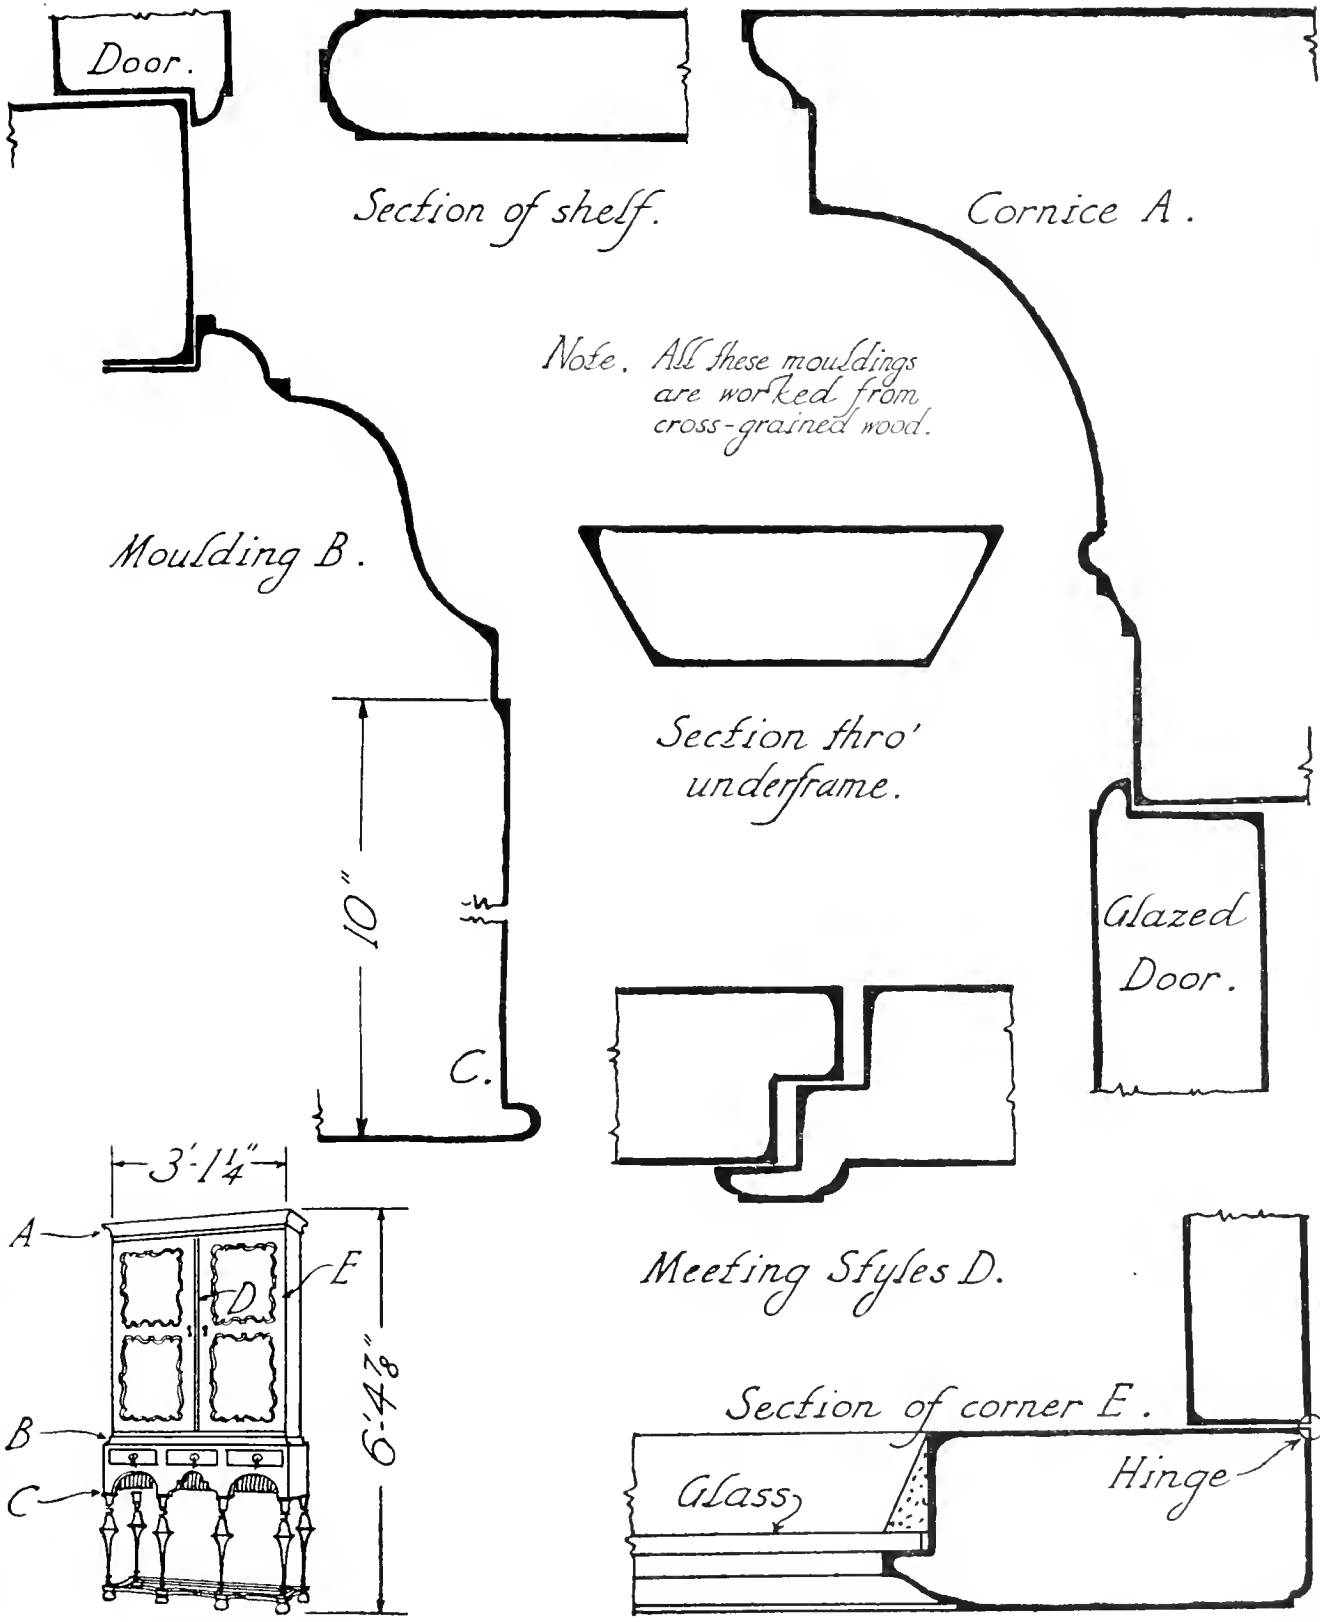 Door.
Section of shelf.
Cornice A.
Note. All these mouldings
are worked from
cross-grained wood.
Moulding B.
Section thro'
underframe.
10"
Glazed
Door.
C.
3'-1¼"
A
E
D
Meeting Styles D.
6'-4⅞"
B
C
Section of corner E.
Glass
Hinge